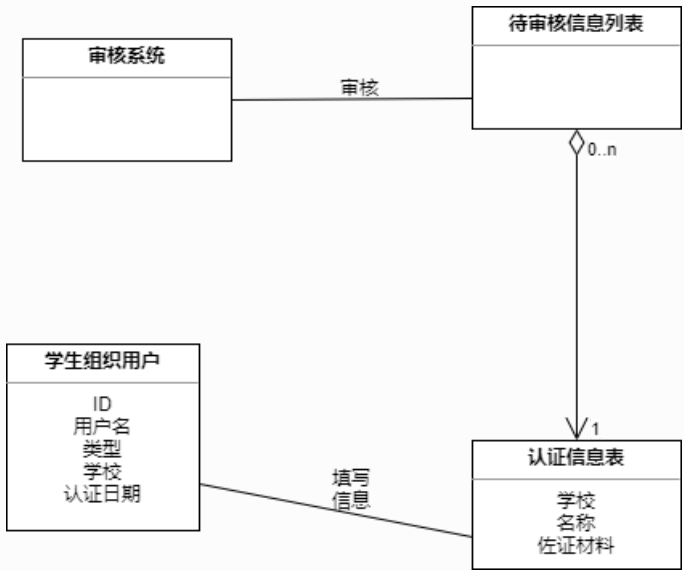 待审核信息列表
审核系统
审核
0..n
学生组织用户
ID
用户名
类型
学校
认证日期
填写
信息
1
认证信息表
学校
名称
佐证材料